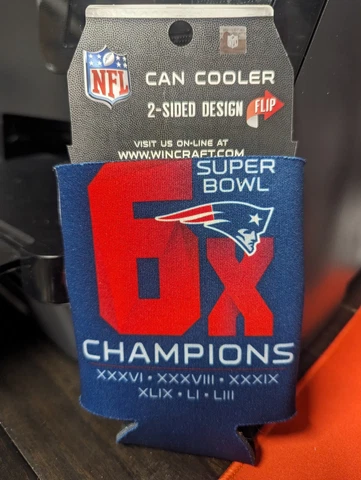 NFL
NFL
CAN COOLER
2-SIDED DESIGN FLIP
VISIT US ON-LINE AT
WWW.WINCRAFT.COM
SUPER
BOWL
6X
CHAMPIONS
XXXVI • XXXVIII • XXXIX
XLIX • LI • LIII